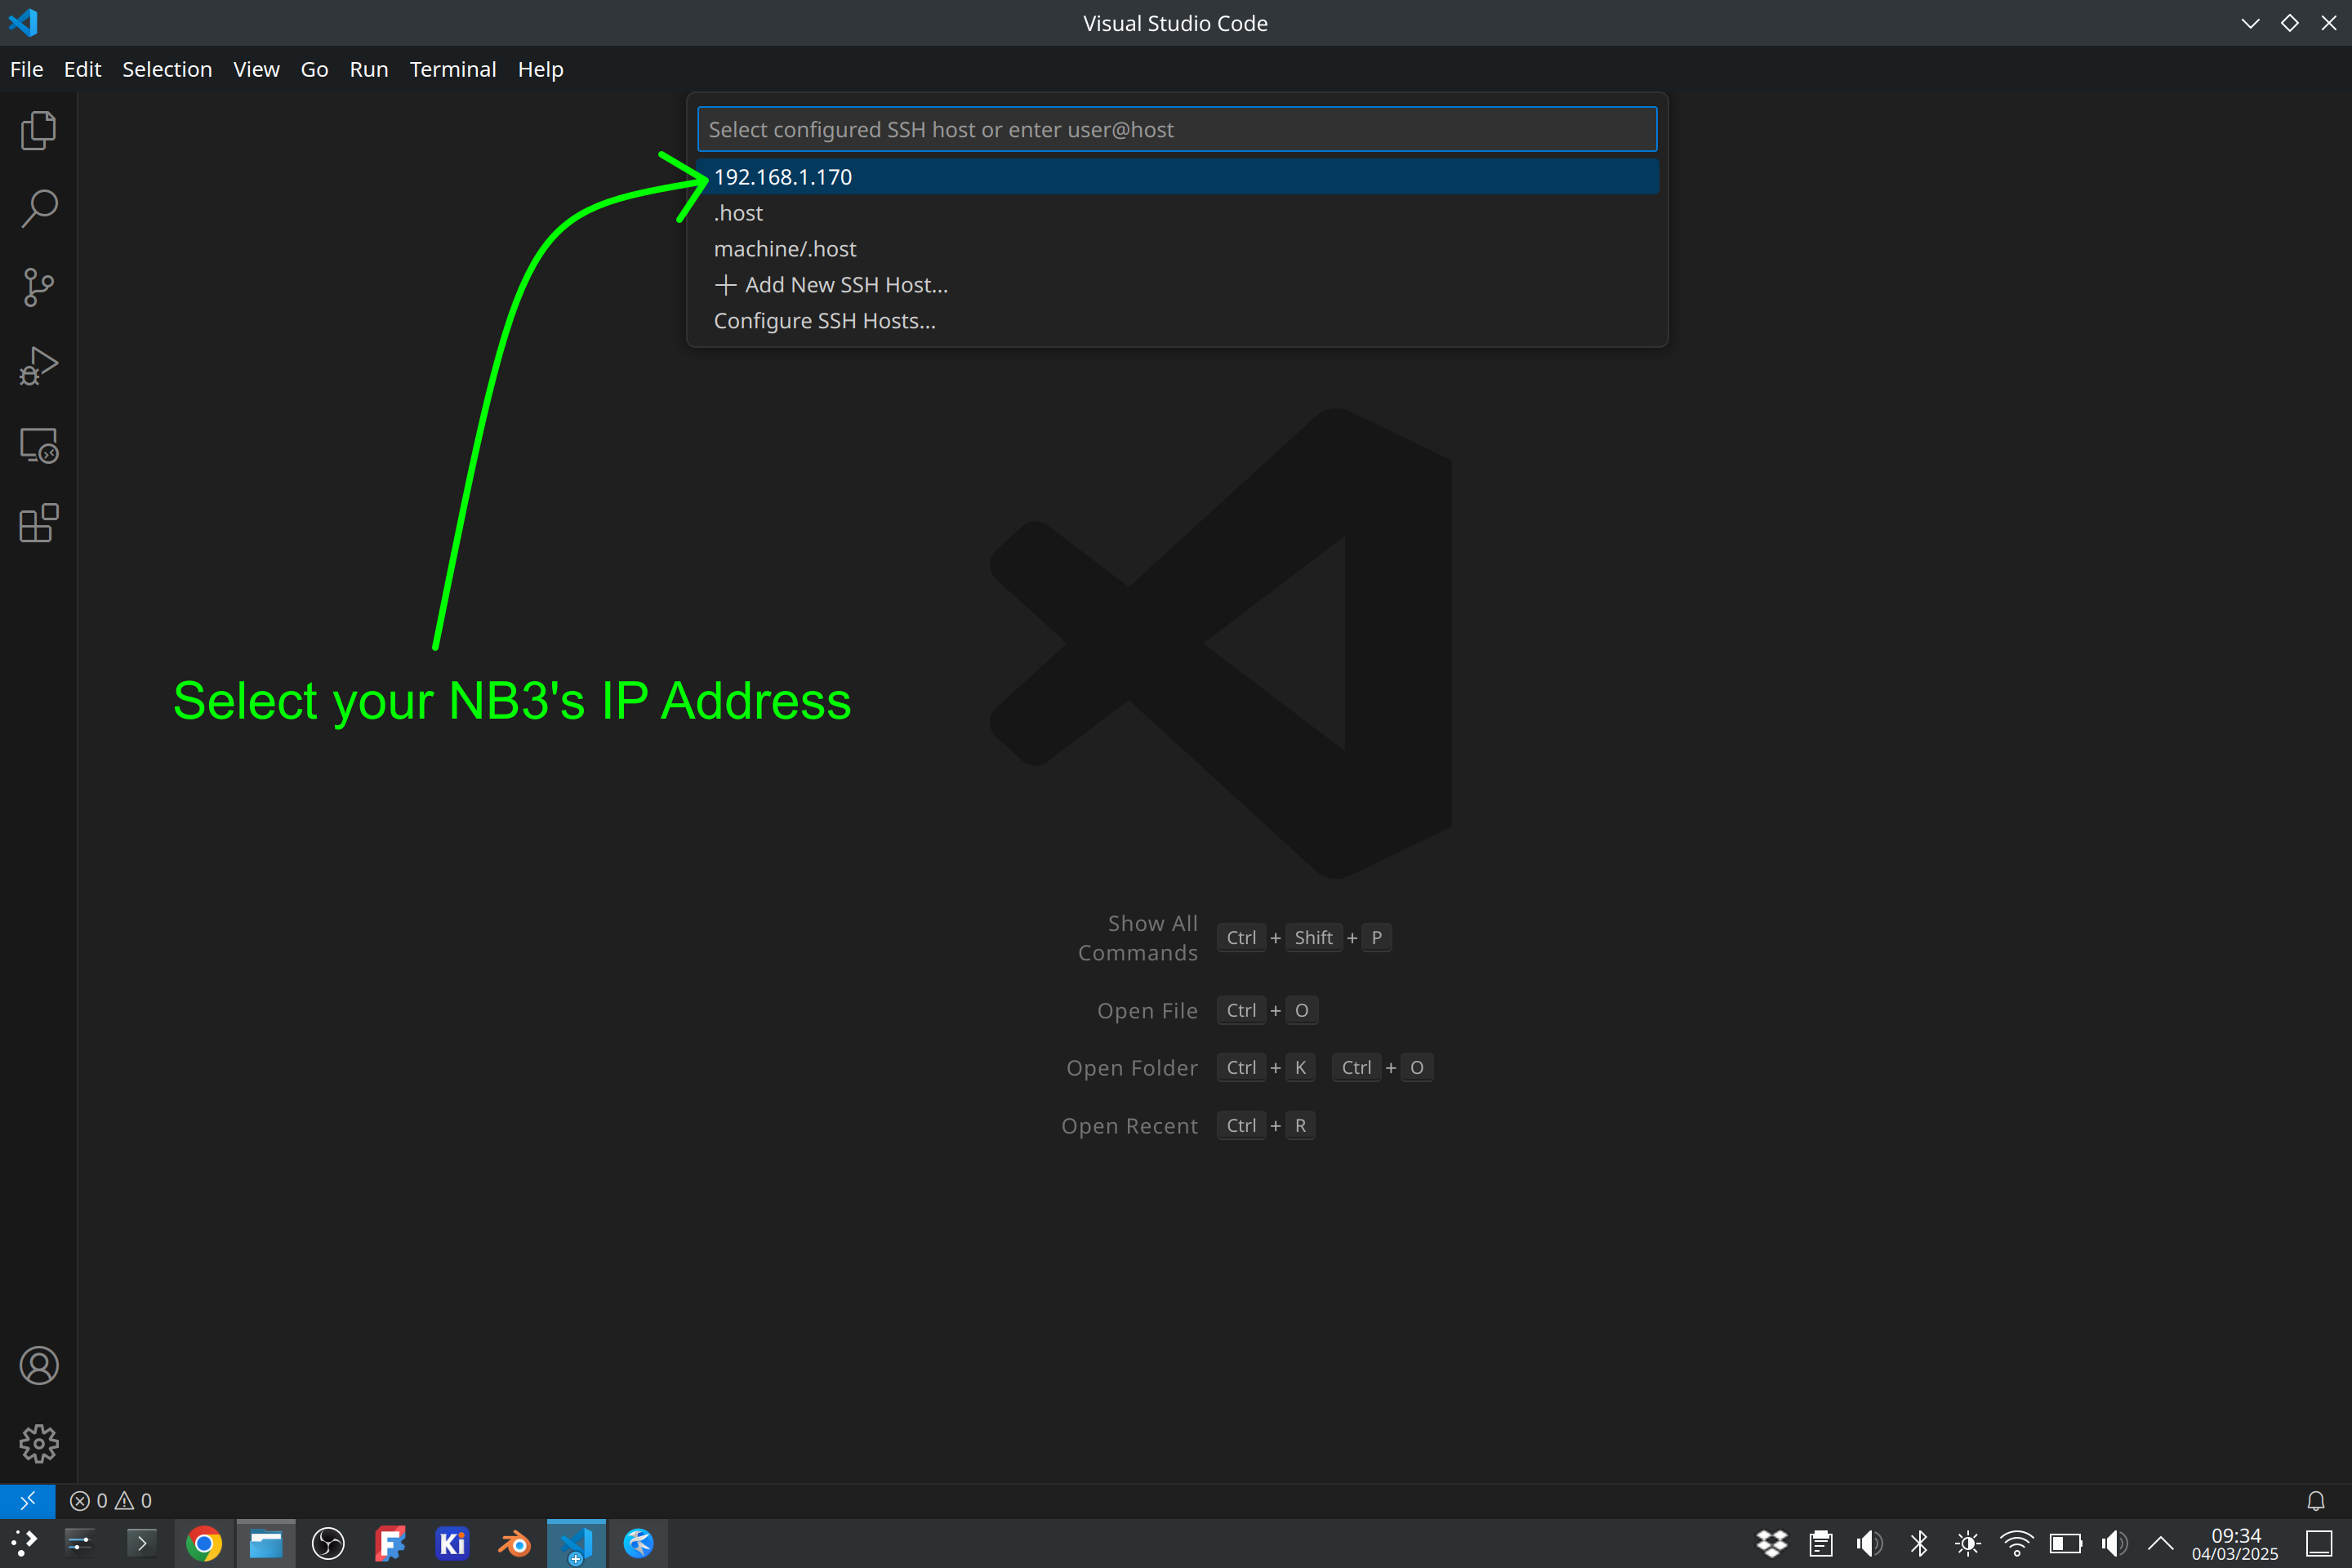 Visual Studio Code
File Edit Selection View Go Run Terminal Help
Select configured SSH host or enter user@host
192.168.1.170
.host
machine/.host
Add New SSH Host...
Configure SSH Hosts...
Select your NB3's IP Address
Show All
Commands
Ctrl + Shift + P
Open File Ctrl + O
Open Folder Ctrl + K Ctrl + O
Open Recent Ctrl + R
0 0
Ki
09:34
04/03/2025